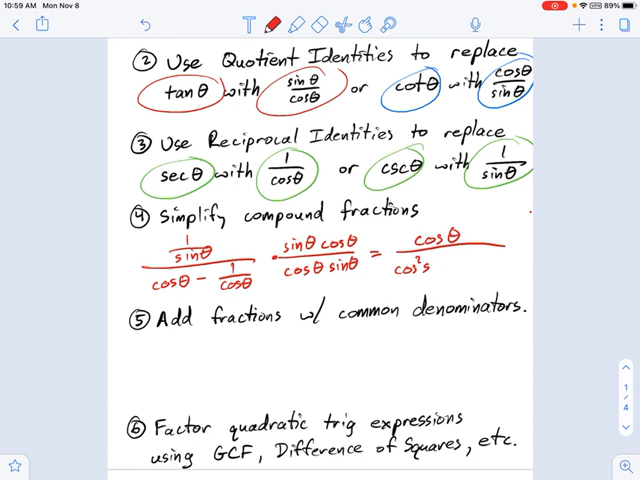 10:59 AM Mon Nov 8
89%
② Use Quotient Identities to replace
tanθ with sinθ/cosθ or cotθ with cosθ/sinθ
③ Use Reciprocal Identities to replace
secθ with 1/cosθ or cscθ with 1/sinθ
④ Simplify compound fractions
(1/sinθ)/(cosθ - 1/cosθ) · (sinθ cosθ)/(cosθ sinθ) = cosθ/(cos²s
⑤ Add fractions w/ common denominators.
⑥ Factor quadratic trig expressions
using GCF, Difference of Squares, etc.
1
/
4